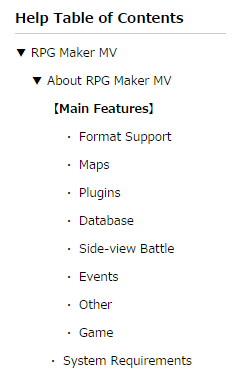 Help Table of Contents
▼ RPG Maker MV
▼ About RPG Maker MV
【Main Features】
・ Format Support
・ Maps
・ Plugins
・ Database
・ Side-view Battle
・ Events
・ Other
・ Game
・ System Requirements